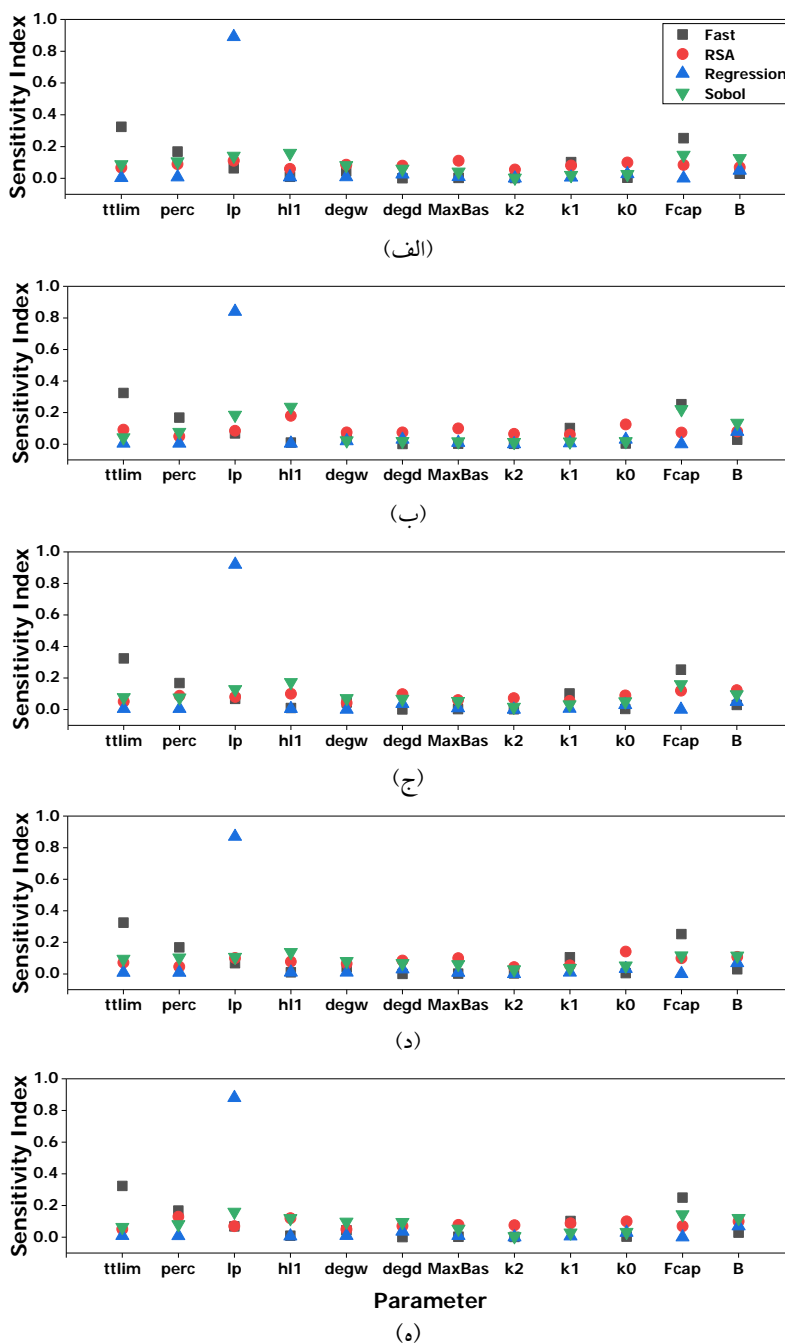 1.0
Fast
RSA
Regression
Sobol
0.8
0.6
0.4
0.2
0.0
Sensitivity Index
ttlim perc lp hl1 degw degd MaxBas k2 k1 k0 Fcap B
(الف)
1.0
0.8
0.6
0.4
0.2
0.0
Sensitivity Index
ttlim perc lp hl1 degw degd MaxBas k2 k1 k0 Fcap B
(ب)
1.0
0.8
0.6
0.4
0.2
0.0
Sensitivity Index
ttlim perc lp hl1 degw degd MaxBas k2 k1 k0 Fcap B
(ج)
1.0
0.8
0.6
0.4
0.2
0.0
Sensitivity Index
ttlim perc lp hl1 degw degd MaxBas k2 k1 k0 Fcap B
(د)
1.0
0.8
0.6
0.4
0.2
0.0
Sensitivity Index
ttlim perc lp hl1 degw degd MaxBas k2 k1 k0 Fcap B
Parameter
(ه)